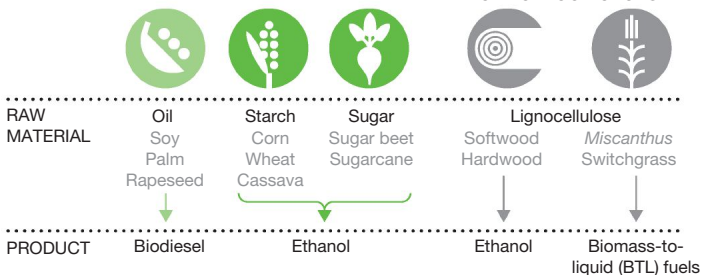 RAW MATERIAL
Oil
Soy
Palm
Rapeseed
Starch
Corn
Wheat
Cassava
Sugar
Sugar beet
Sugarcane
Lignocellulose
Softwood
Hardwood
Miscanthus
Switchgrass
PRODUCT
Biodiesel
Ethanol
Ethanol
Biomass-to-
liquid (BTL) fuels